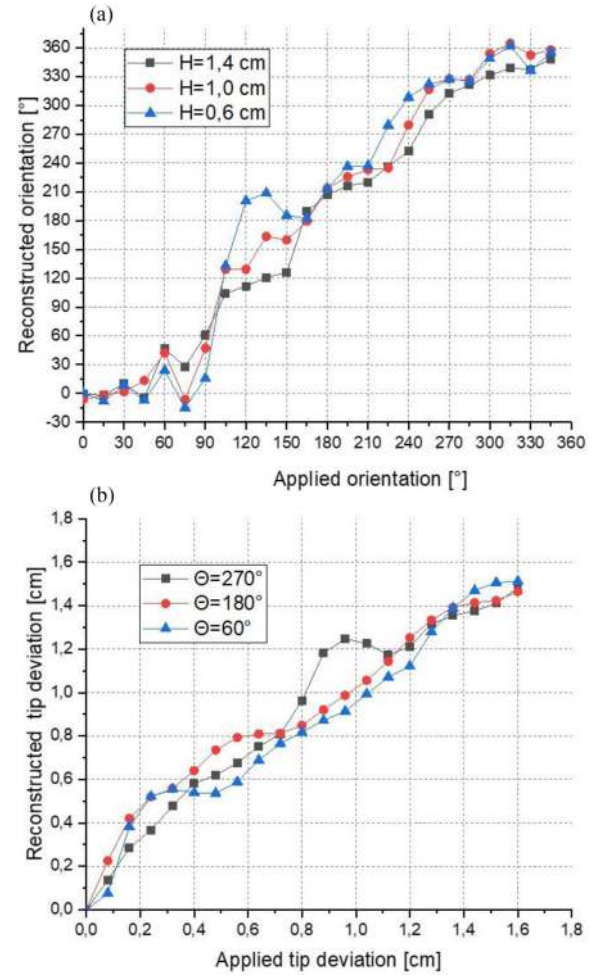 (a)
360
330
300
270
240
210
180
150
120
90
60
30
0
-30
Reconstructed orientation [°]
H=1,4 cm
H=1,0 cm
H=0,6 cm
0 30 60 90 120 150 180 210 240 270 300 330 360
Applied orientation [°]
(b)
1,8
1,6
1,4
1,2
1,0
0,8
0,6
0,4
0,2
0,0
Reconstructed tip deviation [cm]
Θ=270°
Θ=180°
Θ=60°
0,0 0,2 0,4 0,6 0,8 1,0 1,2 1,4 1,6 1,8
Applied tip deviation [cm]